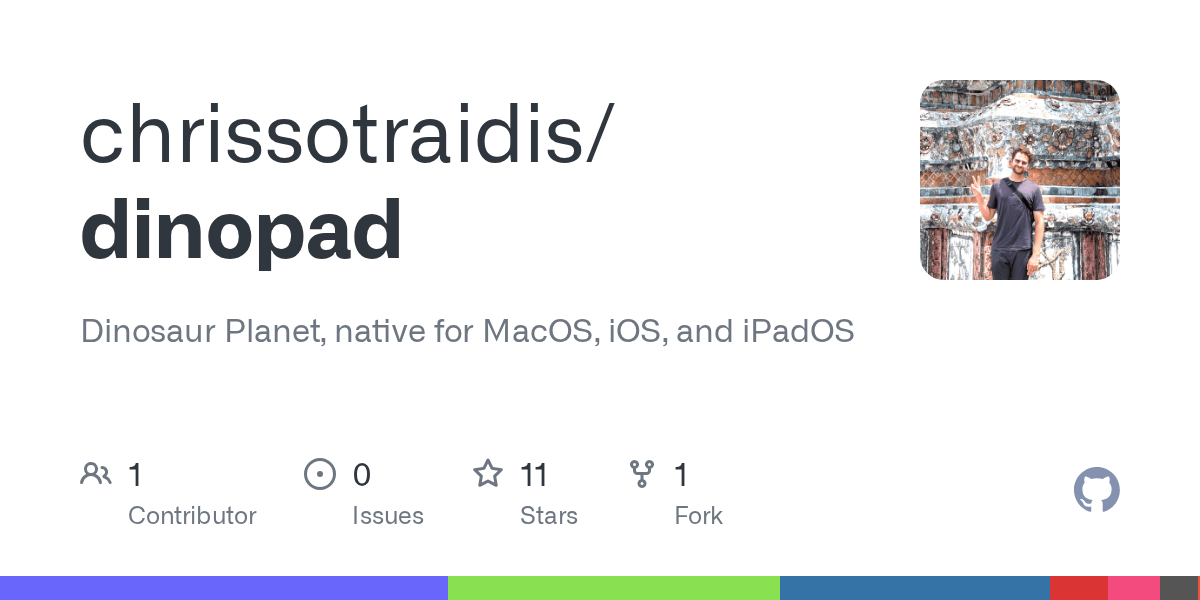 chrissotraidis/
dinopad
Dinosaur Planet, native for MacOS, iOS, and iPadOS
1
Contributor
0
Issues
11
Stars
1
Fork